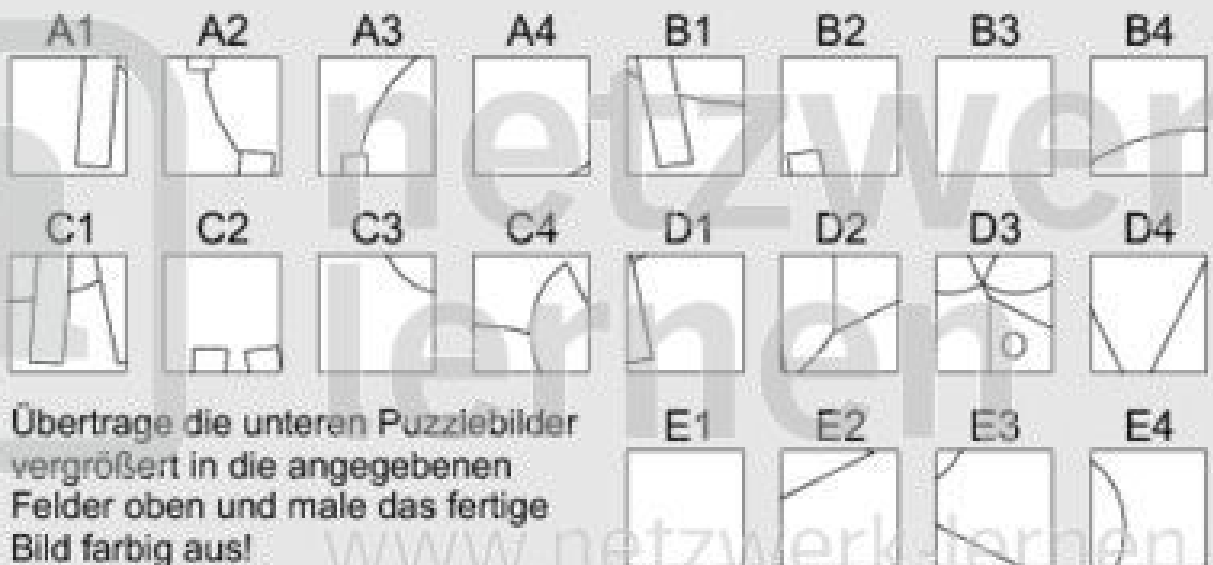 A1 A2 A3 A4 B1 B2 B3 B4
C1 C2 C3 C4 D1 D2 D3 D4
Übertrage die unteren Puzzlebilder
vergrößert in die angegebenen
Felder oben und male das fertige
Bild farbig aus!
E1 E2 E3 E4
netzwer
lernen
www.netzwerk-lernen